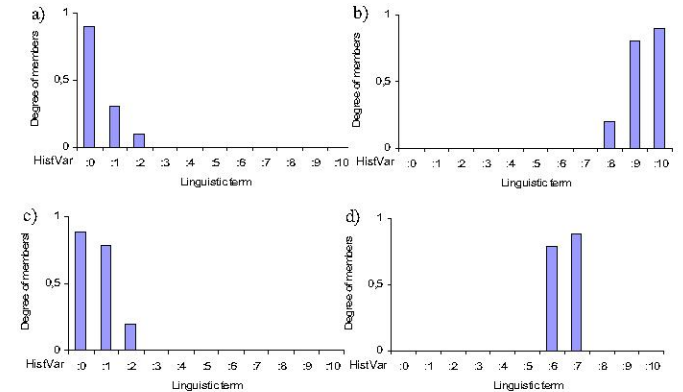 a)
1
0,5
0
Degree of members
HistVar :0 :1 :2 :3 :4 :5 :6 :7 :8 :9 :10
Linguistic term
b)
1
0,5
0
Degree of members
HistVar :0 :1 :2 :3 :4 :5 :6 :7 :8 :9 :10
Linguistic term
c)
1
0,5
0
Degree of members
HistVar :0 :1 :2 :3 :4 :5 :6 :7 :8 :9 :10
Linguistic term
d)
1
0,5
0
Degree of members
HistVar :0 :1 :2 :3 :4 :5 :6 :7 :8 :9 :10
Linguistic term